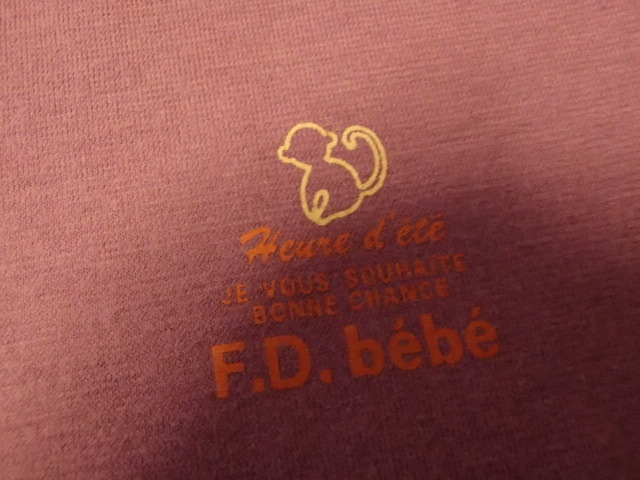 Heure d'été
JE VOUS SOUHAITE
BONNE CHANCE
F.D. bébé